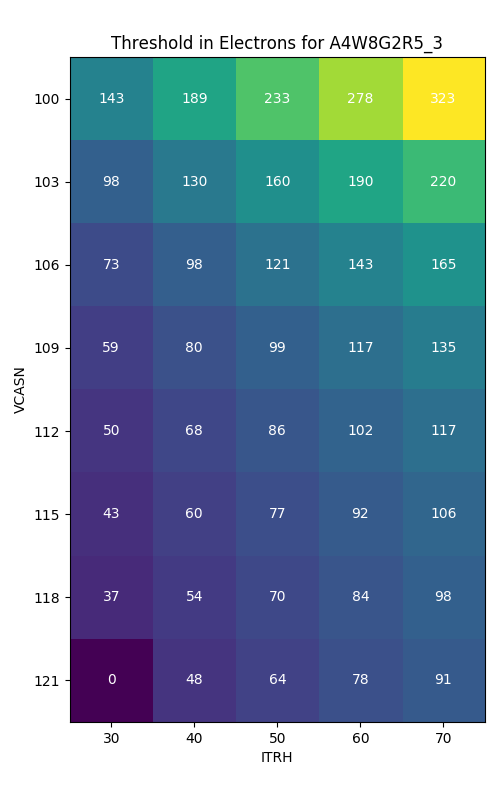 Threshold in Electrons for A4W8G2R5_3
100 143 189 233 278 323
103 98 130 160 190 220
106 73 98 121 143 165
109 59 80 99 117 135
VCASN
112 50 68 86 102 117
115 43 60 77 92 106
118 37 54 70 84 98
121 0 48 64 78 91
30 40 50 60 70
ITRH